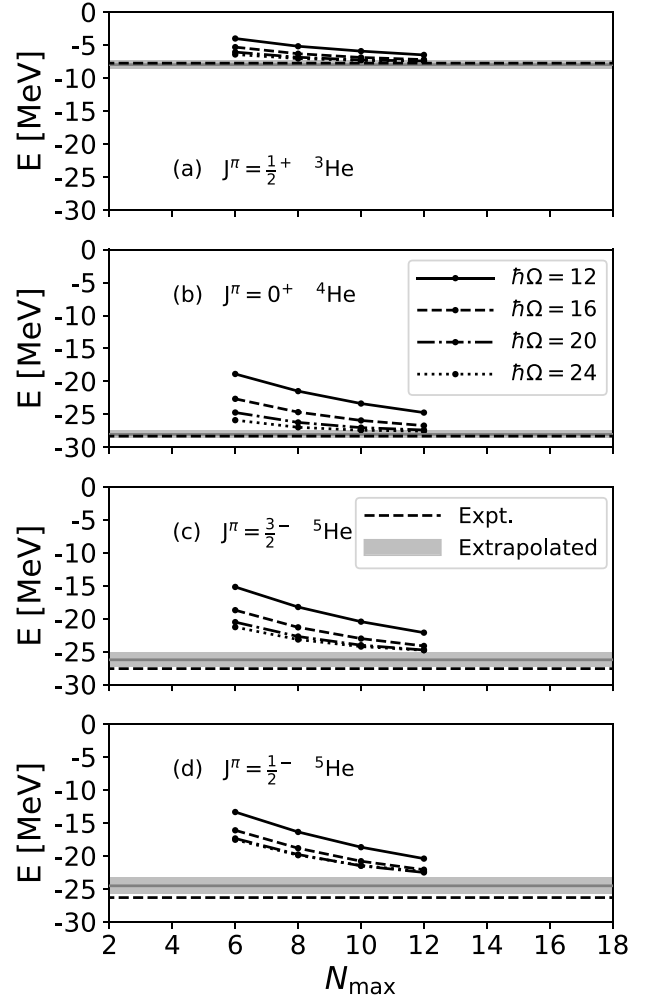 E [MeV]
0
-5
-10
-15
-20
-25
-30
(a) J^π = 1/2+ ³He
E [MeV]
0
-5
-10
-15
-20
-25
-30
(b) J^π = 0⁺ ⁴He
ħΩ = 12
ħΩ = 16
ħΩ = 20
ħΩ = 24
E [MeV]
0
-5
-10
-15
-20
-25
-30
(c) J^π = 3/2− ⁵He
Expt.
Extrapolated
E [MeV]
0
-5
-10
-15
-20
-25
-30
(d) J^π = 1/2− ⁵He
2 4 6 8 10 12 14 16 18
N_max